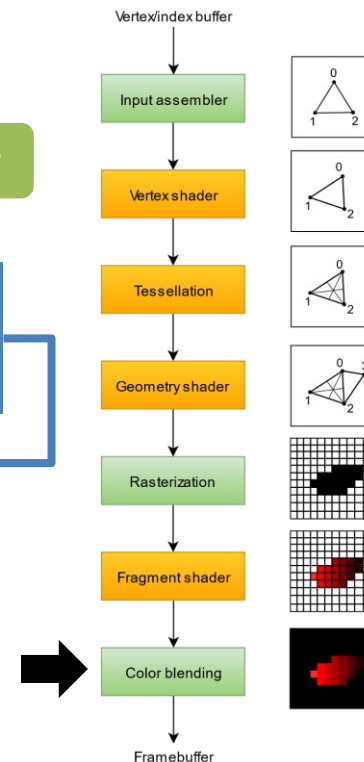 Vertex/index buffer
Input assembler
0
1 2
Vertex shader
0
1
2
Tessellation
0
1
2
Geometry shader
0 3
1
2
Rasterization
Fragment shader
Color blending
Framebuffer